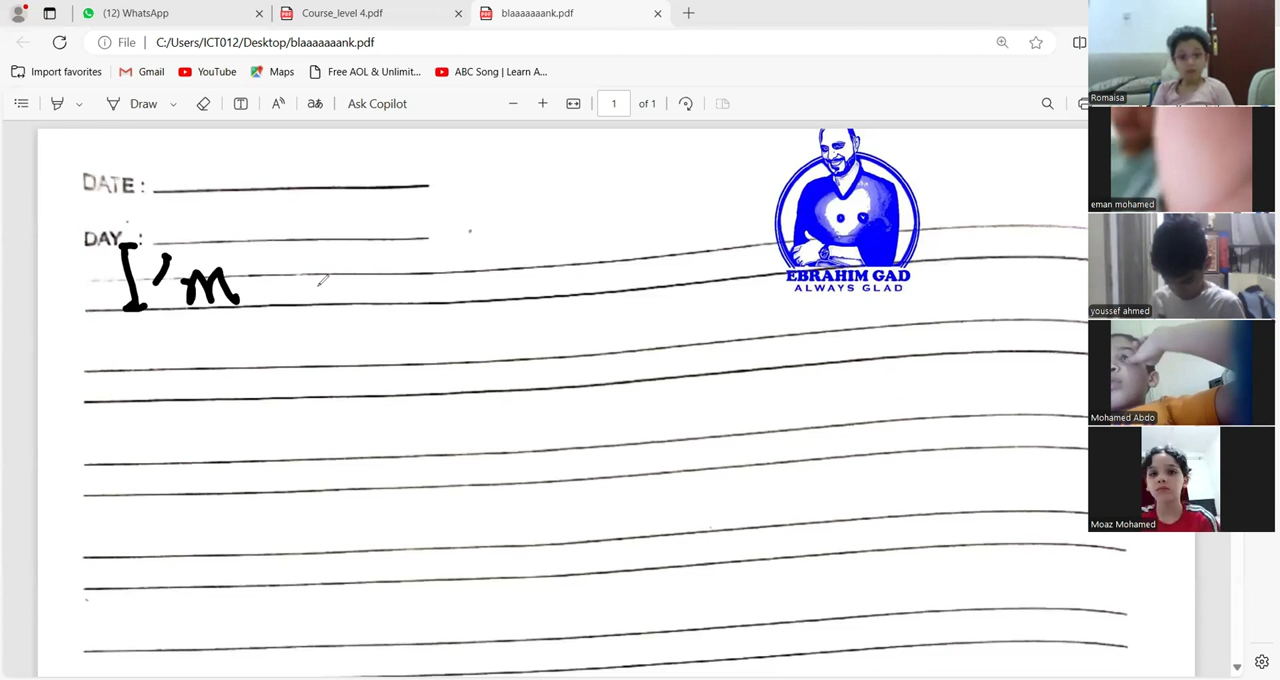 (12) WhatsApp
Course_level 4.pdf
blaaaaaaank.pdf
File
C:/Users/ICT012/Desktop/blaaaaaaank.pdf
Import favorites
Gmail
YouTube
Maps
Free AOL & Unlimit...
ABC Song | Learn A...
Draw
Ask Copilot
1
of 1
DATE :
DAY :
I'm
EBRAHIM GAD
ALWAYS GLAD
Romaisa
eman mohamed
youssef ahmed
Mohamed Abdo
Moaz Mohamed